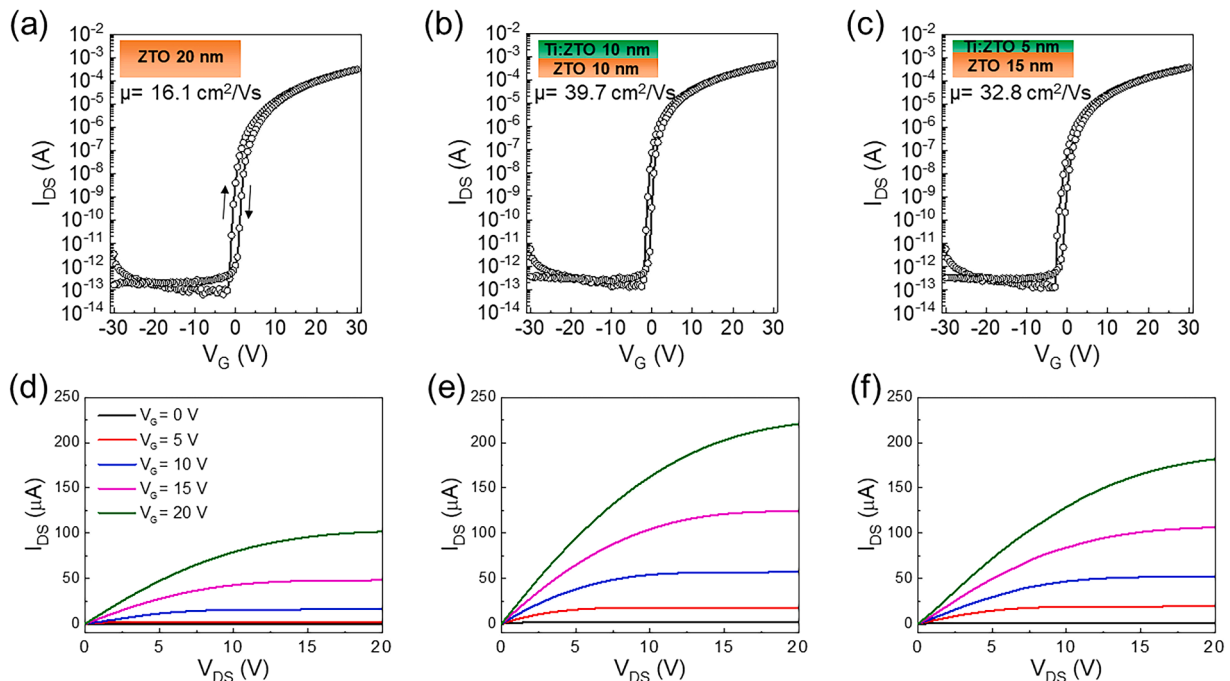 (a)
ZTO 20 nm
μ= 16.1 cm²/Vs
10⁻²
10⁻³
10⁻⁴
10⁻⁵
10⁻⁶
10⁻⁷
10⁻⁸
10⁻⁹
10⁻¹⁰
10⁻¹¹
10⁻¹²
10⁻¹³
10⁻¹⁴
I_DS (A)
-30 -20 -10 0 10 20 30
V_G (V)
(b)
Ti:ZTO 10 nm
ZTO 10 nm
μ= 39.7 cm²/Vs
10⁻²
10⁻³
10⁻⁴
10⁻⁵
10⁻⁶
10⁻⁷
10⁻⁸
10⁻⁹
10⁻¹⁰
10⁻¹¹
10⁻¹²
10⁻¹³
10⁻¹⁴
I_DS (A)
-30 -20 -10 0 10 20 30
V_G (V)
(c)
Ti:ZTO 5 nm
ZTO 15 nm
μ= 32.8 cm²/Vs
10⁻²
10⁻³
10⁻⁴
10⁻⁵
10⁻⁶
10⁻⁷
10⁻⁸
10⁻⁹
10⁻¹⁰
10⁻¹¹
10⁻¹²
10⁻¹³
10⁻¹⁴
I_DS (A)
-30 -20 -10 0 10 20 30
V_G (V)
(d)
250
200
150
100
50
0
I_DS (μA)
V_G= 0 V
V_G= 5 V
V_G= 10 V
V_G= 15 V
V_G= 20 V
0 5 10 15 20
V_DS (V)
(e)
250
200
150
100
50
0
I_DS (μA)
0 5 10 15 20
V_DS (V)
(f)
250
200
150
100
50
0
I_DS (μA)
0 5 10 15 20
V_DS (V)